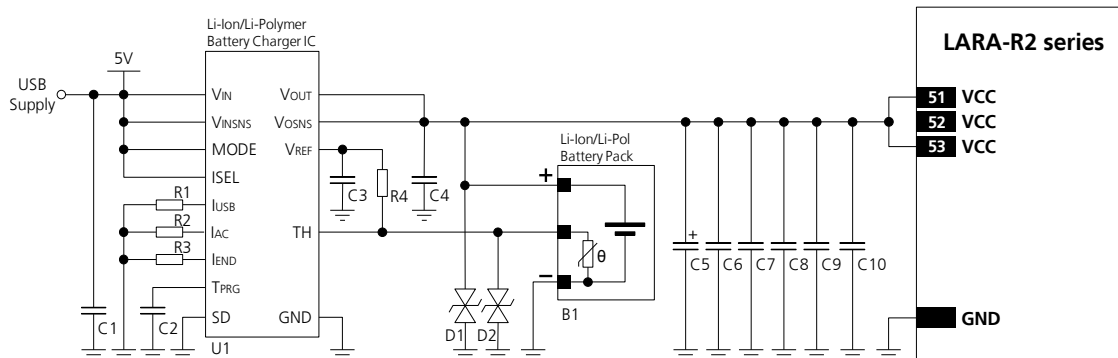 Li-Ion/Li-Polymer
Battery Charger IC
LARA-R2 series
5V
USB
Supply
VIN
VOUT
51 VCC
VINSNS
VOSNS
52 VCC
MODE
VREF
Li-Ion/Li-Pol
Battery Pack
53 VCC
ISEL
C3
R4
C4
+
R1
IUSB
R2
IAC
TH
R3
IEND
θ
+
C5
C6
C7
C8
C9
C10
TPRG
–
C1
C2
SD
GND
D1
D2
B1
GND
U1